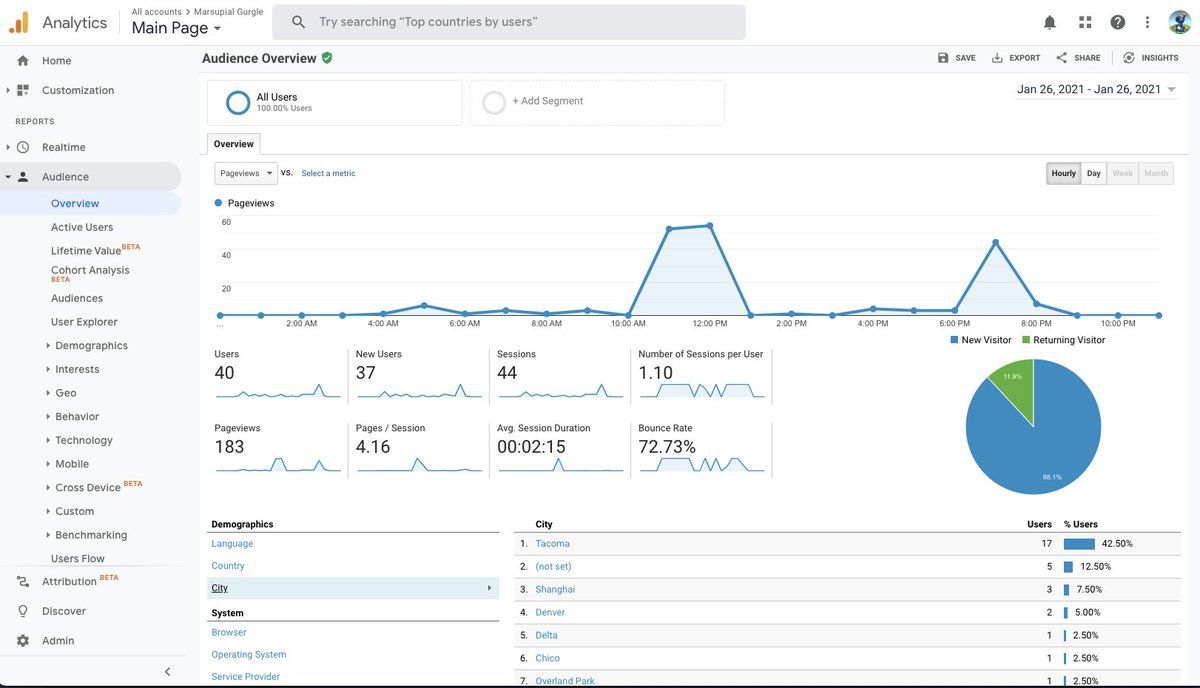 Analytics
All accounts > Marsupial Gurgle
Main Page
Try searching “Top countries by users”
Home
Customization
REPORTS
Realtime
Audience
Overview
Active Users
Lifetime Value BETA
Cohort Analysis
BETA
Audiences
User Explorer
Demographics
Interests
Geo
Behavior
Technology
Mobile
Cross Device BETA
Custom
Benchmarking
Users Flow
Attribution BETA
Discover
Admin
Audience Overview
SAVE EXPORT SHARE INSIGHTS
All Users
100.00% Users
+ Add Segment
Jan 26, 2021 - Jan 26, 2021
Overview
Pageviews VS. Select a metric
Hourly Day Week Month
Pageviews
60
40
20
... 2:00 AM 4:00 AM 6:00 AM 8:00 AM 10:00 AM 12:00 PM 2:00 PM 4:00 PM 6:00 PM 8:00 PM 10:00 PM
Users
40
New Users
37
Sessions
44
Number of Sessions per User
1.10
Pageviews
183
Pages / Session
4.16
Avg. Session Duration
00:02:15
Bounce Rate
72.73%
New Visitor Returning Visitor
11.9%
88.1%
Demographics
Language
Country
City
System
Browser
Operating System
Service Provider
City Users % Users
1. Tacoma 17 42.50%
2. (not set) 5 12.50%
3. Shanghai 3 7.50%
4. Denver 2 5.00%
5. Delta 1 2.50%
6. Chico 1 2.50%
7. Overland Park 1 2.50%